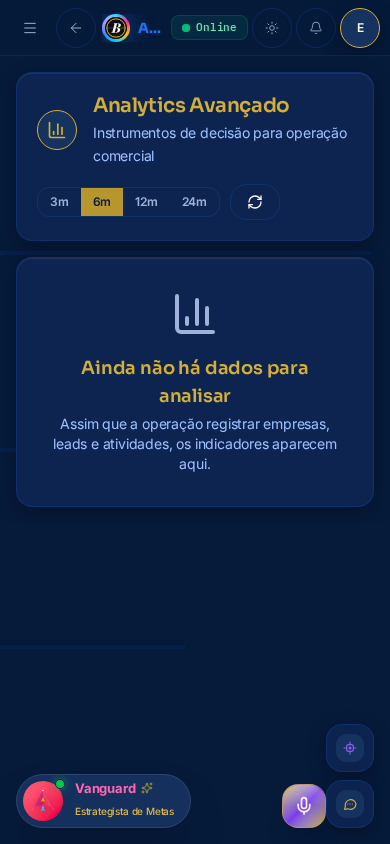 B A... Online E
Analytics Avançado
Instrumentos de decisão para operação
comercial
3m 6m 12m 24m
Ainda não há dados para
analisar
Assim que a operação registrar empresas,
leads e atividades, os indicadores aparecem
aqui.
Vanguard
Estrategista de Metas